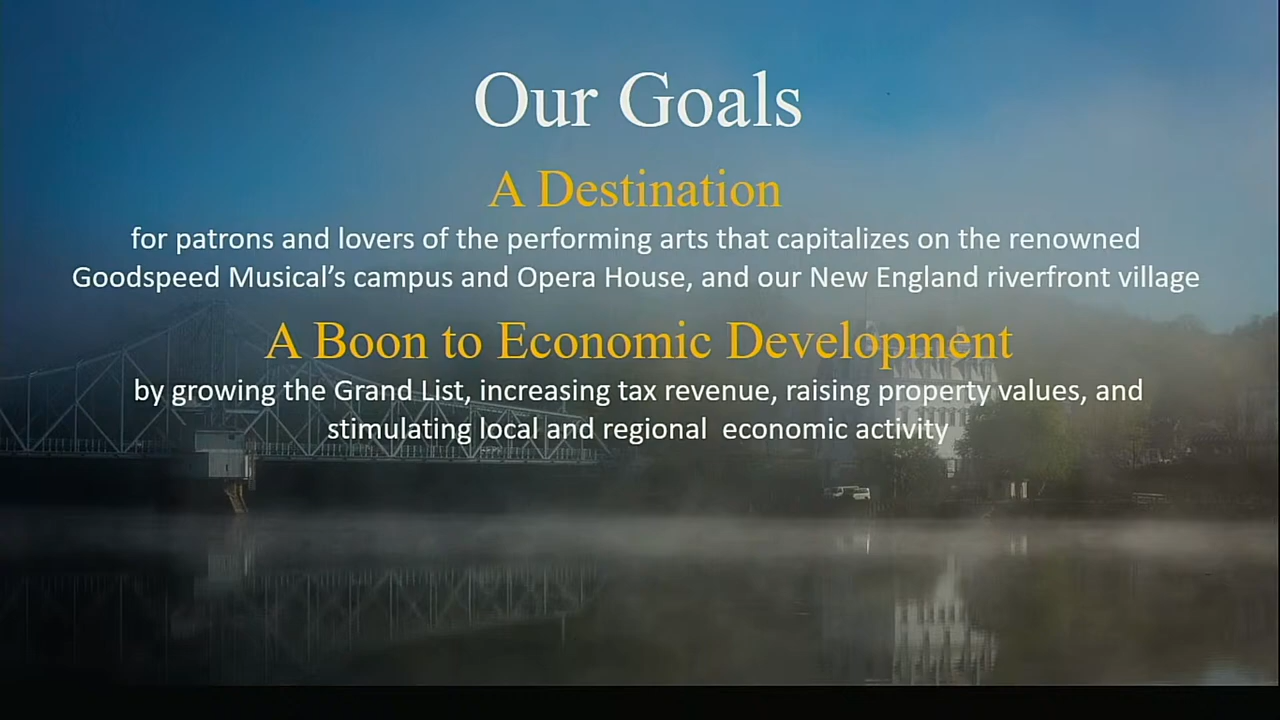 Our Goals
A Destination
for patrons and lovers of the performing arts that capitalizes on the renowned
Goodspeed Musical’s campus and Opera House, and our New England riverfront village
A Boon to Economic Development
by growing the Grand List, increasing tax revenue, raising property values, and
stimulating local and regional  economic activity